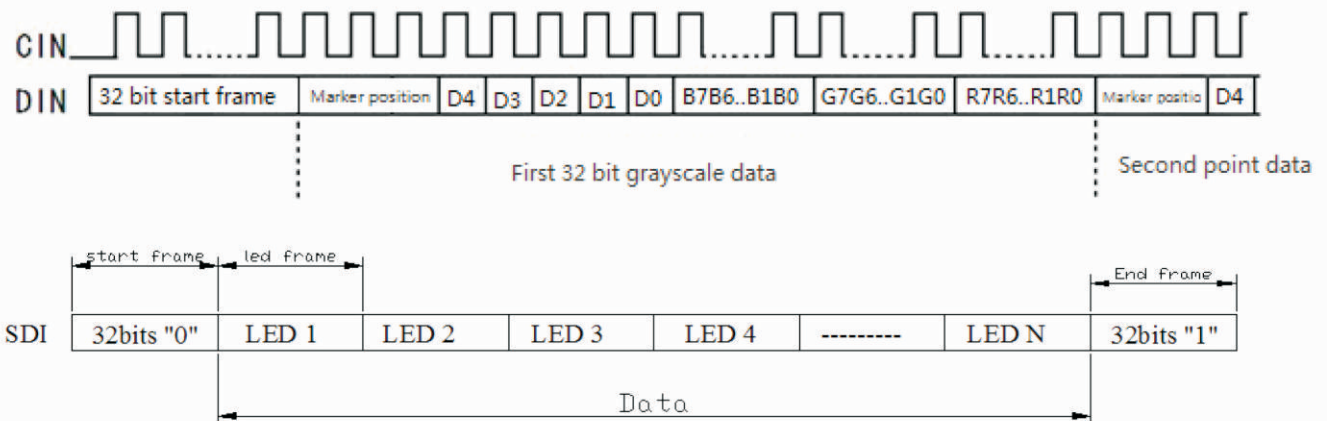 CIN
DIN 32 bit start frame Marker position D4 D3 D2 D1 D0 B7B6..B1B0 G7G6..G1G0 R7R6..R1R0 Marker positio D4
First 32 bit grayscale data Second point data
start frame led frame End frame
SDI 32bits "0" LED 1 LED 2 LED 3 LED 4 --------- LED N 32bits "1"
Data